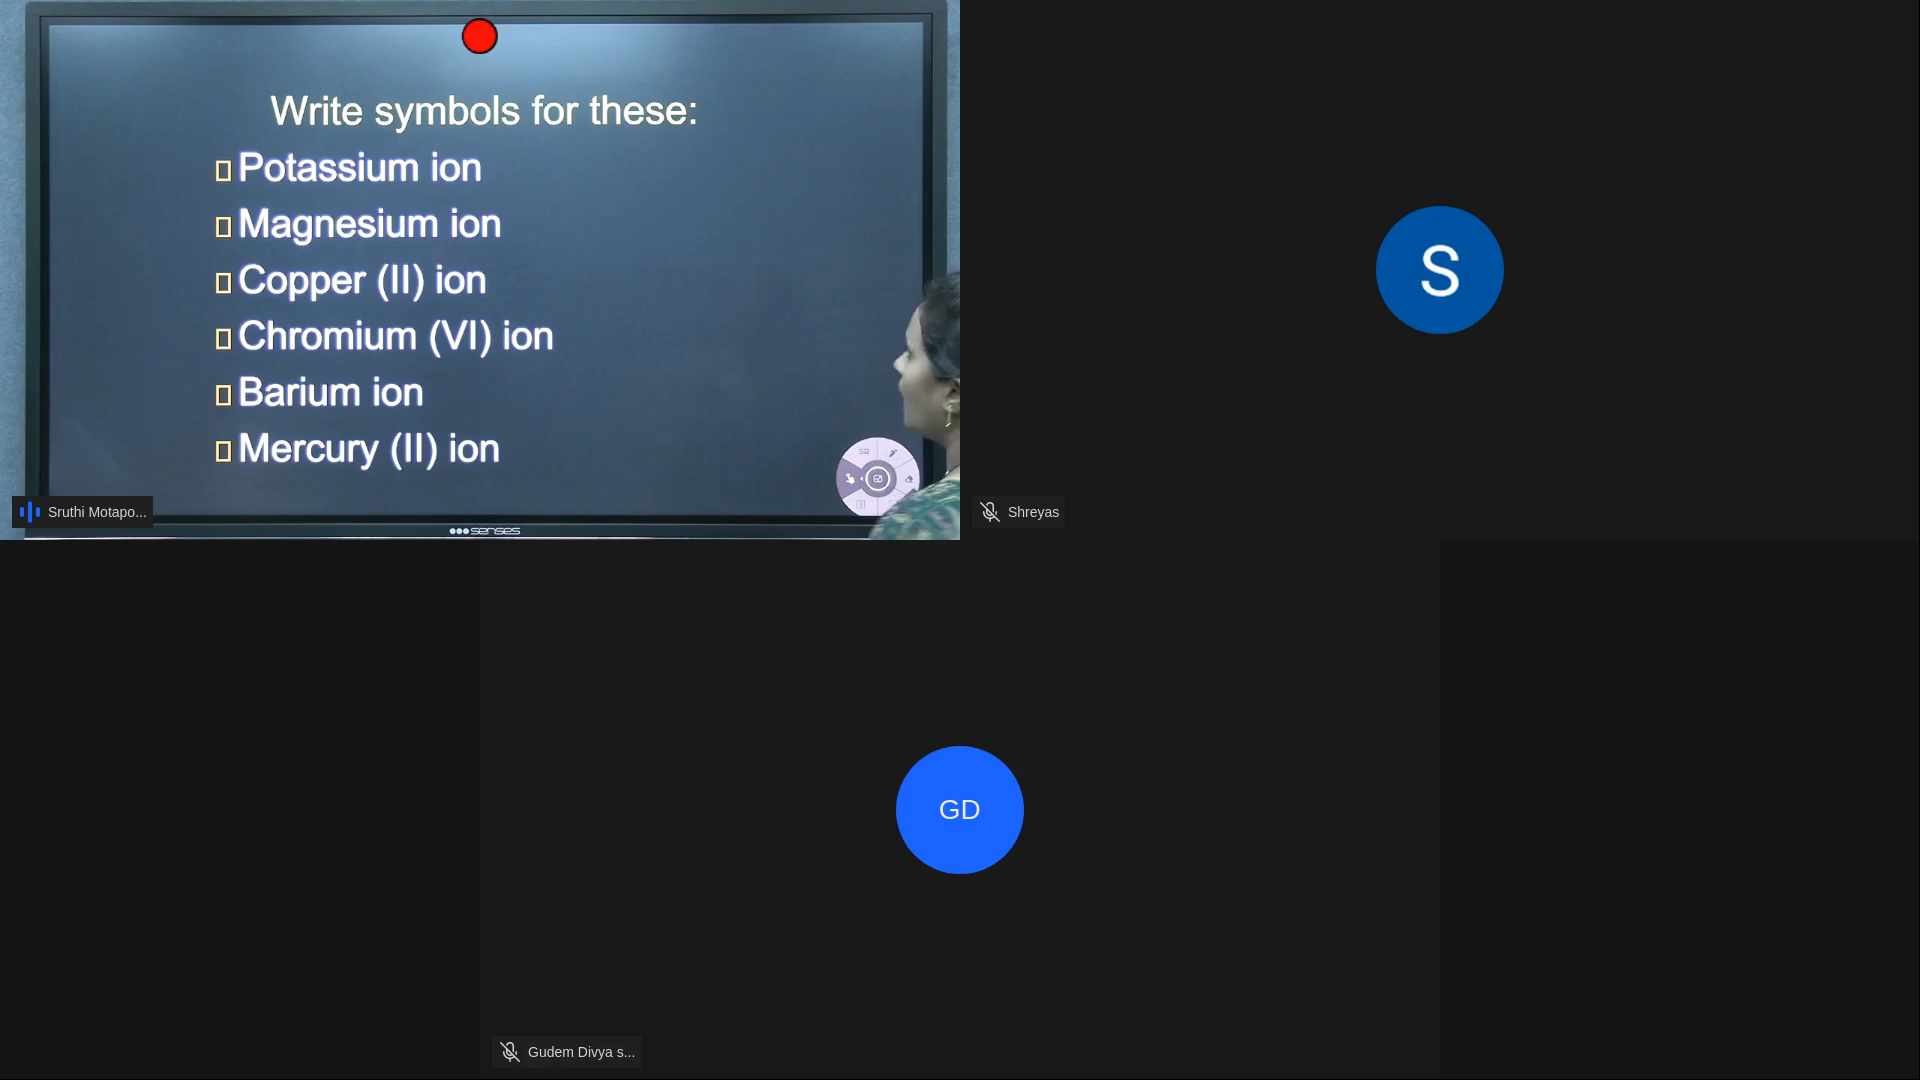 Write symbols for these:
Potassium ion
Magnesium ion
Copper (II) ion
Chromium (VI) ion
Barium ion
Mercury (II) ion
Sruthi Motapo...
senses
S
Shreyas
GD
Gudem Divya s...